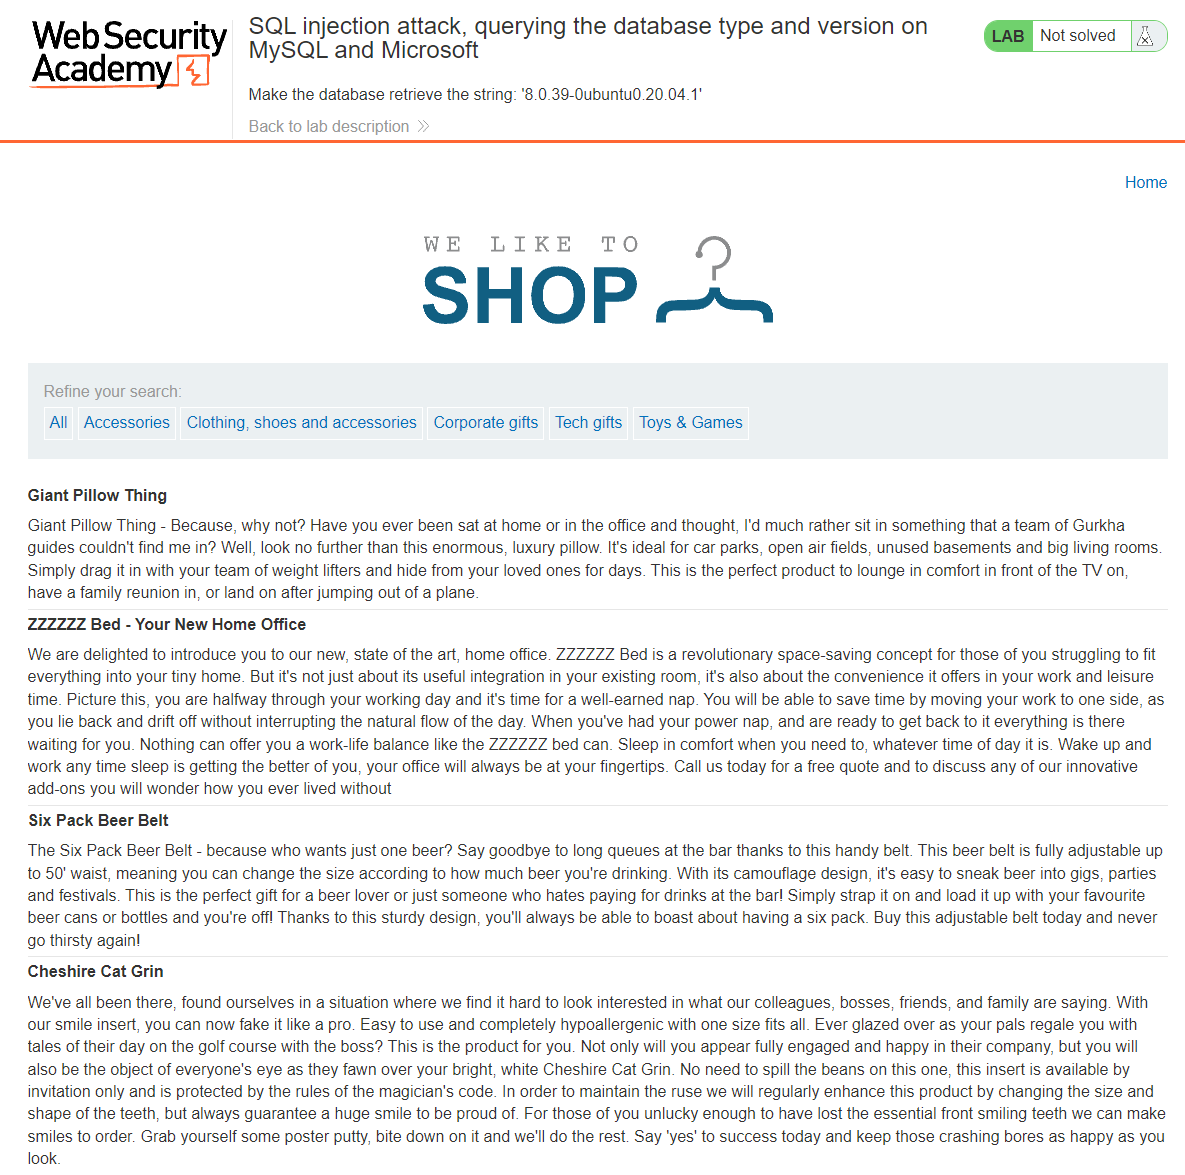 Web Security
Academy
SQL injection attack, querying the database type and version on
MySQL and Microsoft
LAB Not solved
Make the database retrieve the string: '8.0.39-0ubuntu0.20.04.1'
Back to lab description
Home
WE LIKE TO
SHOP
Refine your search:
All Accessories Clothing, shoes and accessories Corporate gifts Tech gifts Toys & Games
Giant Pillow Thing
Giant Pillow Thing - Because, why not? Have you ever been sat at home or in the office and thought, I'd much rather sit in something that a team of Gurkha
guides couldn't find me in? Well, look no further than this enormous, luxury pillow. It's ideal for car parks, open air fields, unused basements and big living rooms.
Simply drag it in with your team of weight lifters and hide from your loved ones for days. This is the perfect product to lounge in comfort in front of the TV on,
have a family reunion in, or land on after jumping out of a plane.
ZZZZZZ Bed - Your New Home Office
We are delighted to introduce you to our new, state of the art, home office. ZZZZZZ Bed is a revolutionary space-saving concept for those of you struggling to fit
everything into your tiny home. But it's not just about its useful integration in your existing room, it's also about the convenience it offers in your work and leisure
time. Picture this, you are halfway through your working day and it's time for a well-earned nap. You will be able to save time by moving your work to one side, as
you lie back and drift off without interrupting the natural flow of the day. When you've had your power nap, and are ready to get back to it everything is there
waiting for you. Nothing can offer you a work-life balance like the ZZZZZZ bed can. Sleep in comfort when you need to, whatever time of day it is. Wake up and
work any time sleep is getting the better of you, your office will always be at your fingertips. Call us today for a free quote and to discuss any of our innovative
add-ons you will wonder how you ever lived without
Six Pack Beer Belt
The Six Pack Beer Belt - because who wants just one beer? Say goodbye to long queues at the bar thanks to this handy belt. This beer belt is fully adjustable up
to 50' waist, meaning you can change the size according to how much beer you're drinking. With its camouflage design, it's easy to sneak beer into gigs, parties
and festivals. This is the perfect gift for a beer lover or just someone who hates paying for drinks at the bar! Simply strap it on and load it up with your favourite
beer cans or bottles and you're off! Thanks to this sturdy design, you'll always be able to boast about having a six pack. Buy this adjustable belt today and never
go thirsty again!
Cheshire Cat Grin
We've all been there, found ourselves in a situation where we find it hard to look interested in what our colleagues, bosses, friends, and family are saying. With
our smile insert, you can now fake it like a pro. Easy to use and completely hypoallergenic with one size fits all. Ever glazed over as your pals regale you with
tales of their day on the golf course with the boss? This is the product for you. Not only will you appear fully engaged and happy in their company, but you will
also be the object of everyone's eye as they fawn over your bright, white Cheshire Cat Grin. No need to spill the beans on this one, this insert is available by
invitation only and is protected by the rules of the magician's code. In order to maintain the ruse we will regularly enhance this product by changing the size and
shape of the teeth, but always guarantee a huge smile to be proud of. For those of you unlucky enough to have lost the essential front smiling teeth we can make
smiles to order. Grab yourself some poster putty, bite down on it and we'll do the rest. Say 'yes' to success today and keep those crashing bores as happy as you
look.